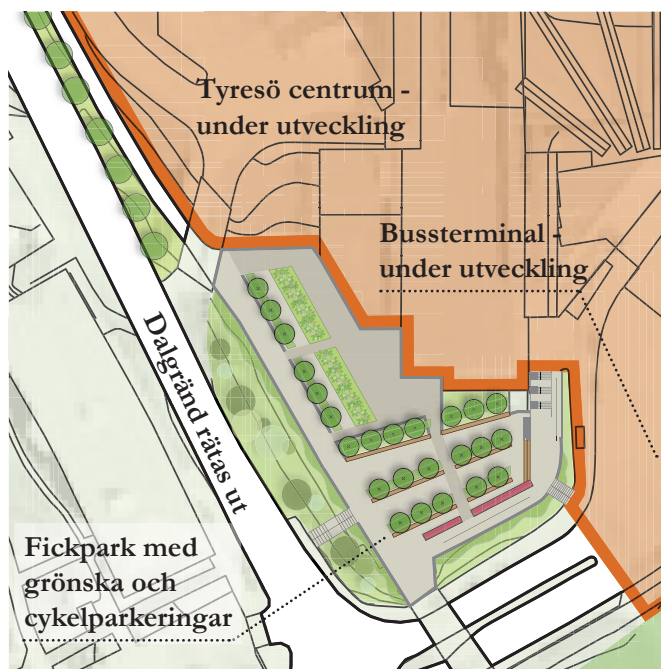 Tyresö centrum -
under utveckling
Bussterminal -
under utveckling
Dalgränd rätas ut
Fickpark med
grönska och
cykelparkeringar